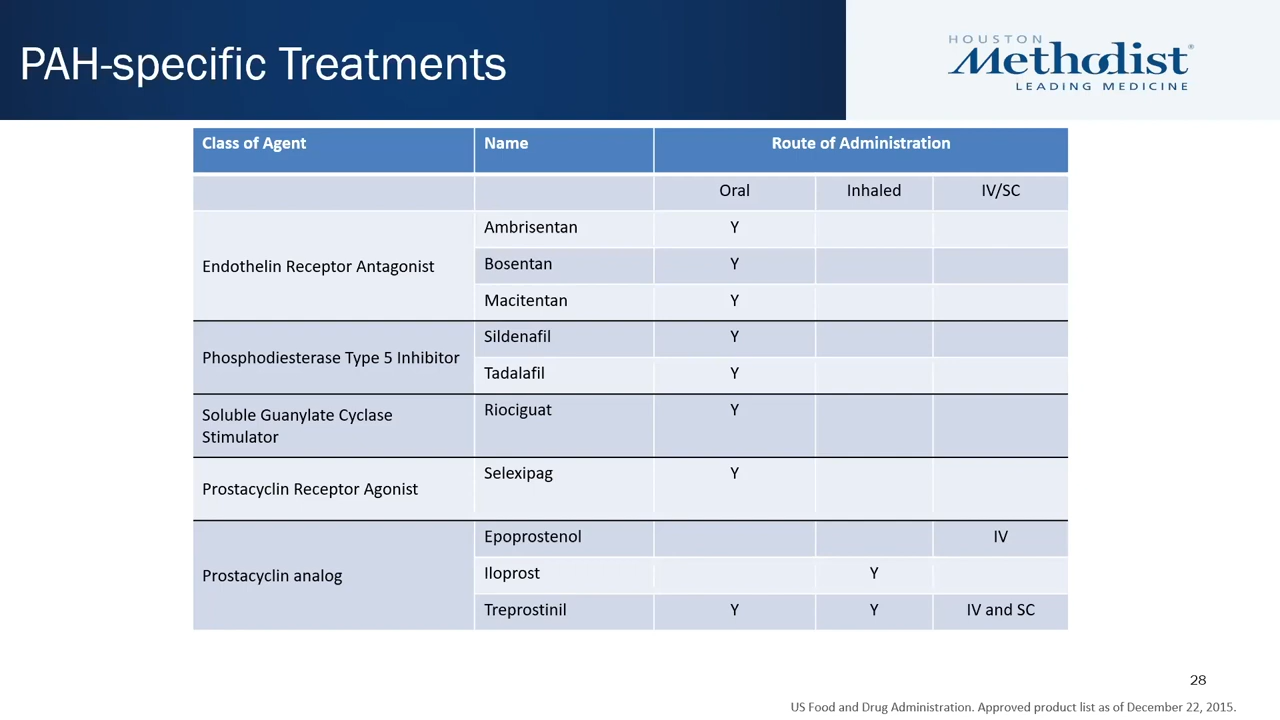 PAH-specific Treatments
HOUSTON
Methodist®
LEADING MEDICINE
Class of Agent Name Route of Administration
Oral Inhaled IV/SC
Endothelin Receptor Antagonist
Ambrisentan Y
Bosentan Y
Macitentan Y
Phosphodiesterase Type 5 Inhibitor
Sildenafil Y
Tadalafil Y
Soluble Guanylate Cyclase
Stimulator
Riociguat Y
Prostacyclin Receptor Agonist
Selexipag Y
Prostacyclin analog
Epoprostenol IV
Iloprost Y
Treprostinil Y Y IV and SC
28
US Food and Drug Administration. Approved product list as of December 22, 2015.